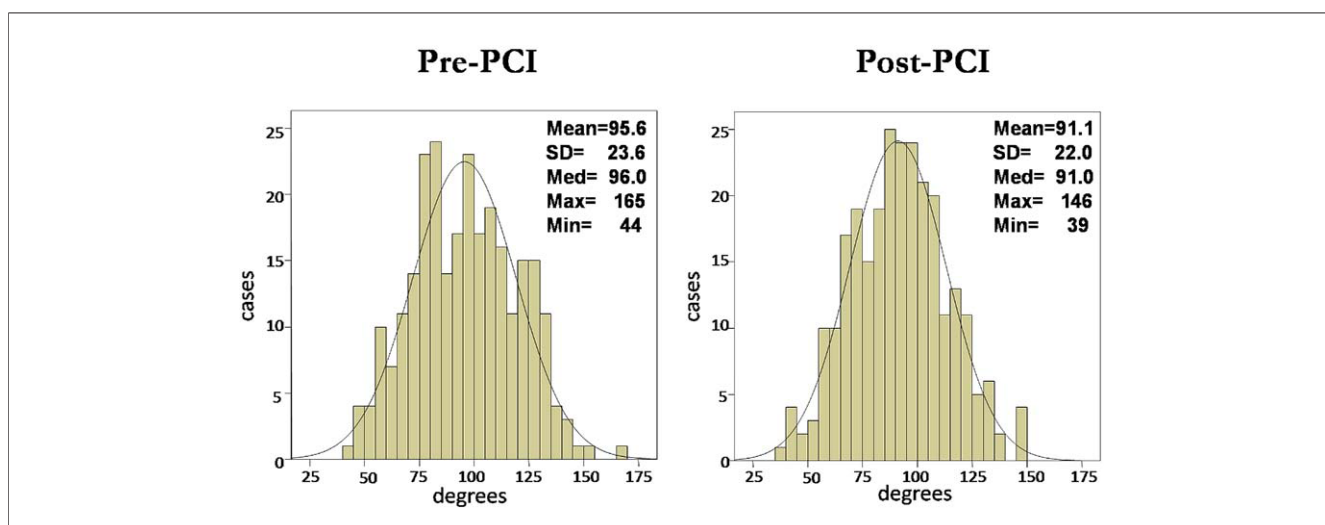 Pre-PCI
Mean=95.6
SD= 23.6
Med= 96.0
Max= 165
Min= 44
25
20
15
10
5
0
cases
25 50 75 100 125 150 175
degrees
Post-PCI
Mean=91.1
SD= 22.0
Med= 91.0
Max= 146
Min= 39
25
20
15
10
5
0
cases
25 50 75 100 125 150 175
degrees